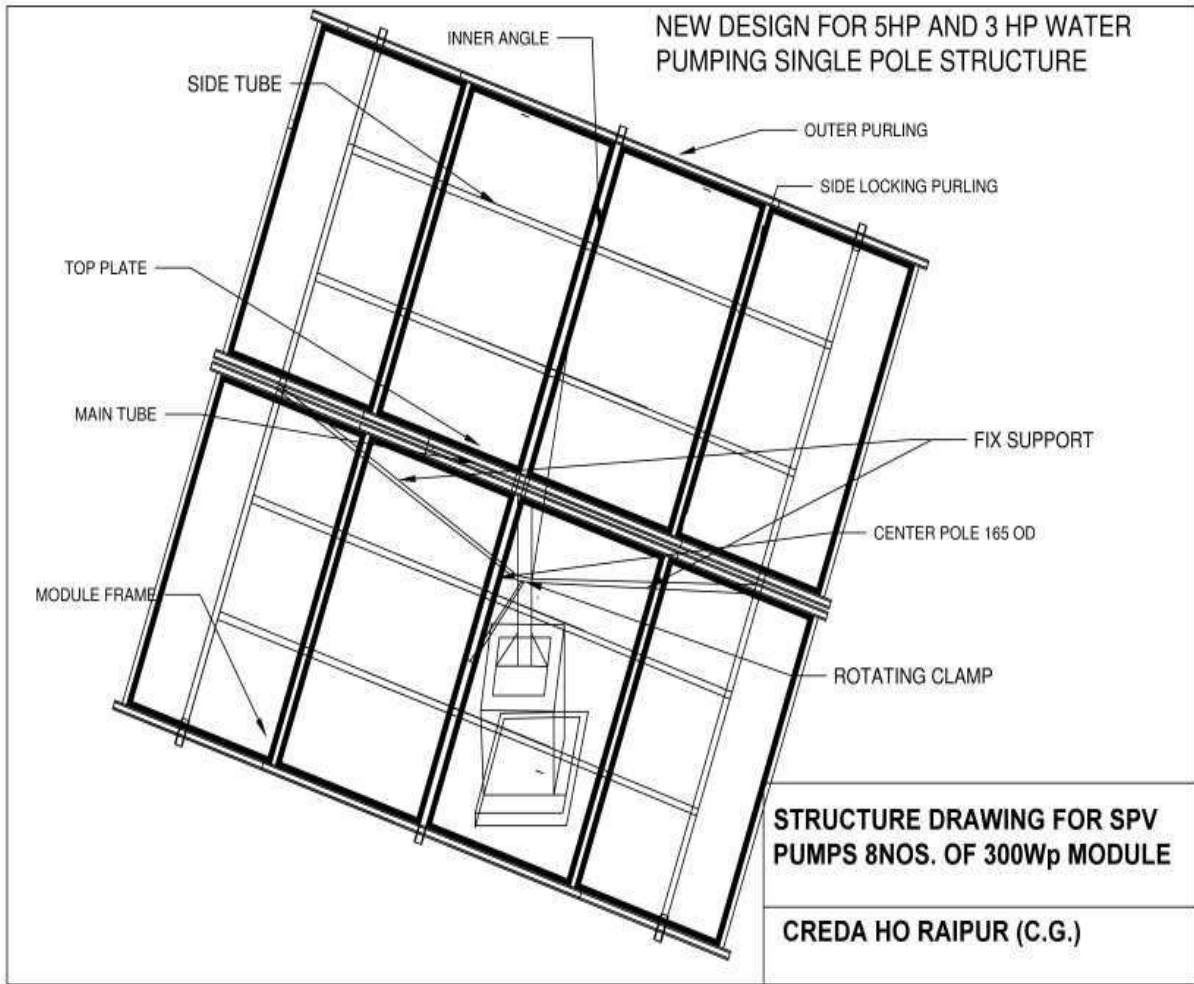 NEW DESIGN FOR 5HP AND 3 HP WATER
PUMPING SINGLE POLE STRUCTURE
INNER ANGLE
SIDE TUBE
OUTER PURLING
SIDE LOCKING PURLING
TOP PLATE
MAIN TUBE
FIX SUPPORT
CENTER POLE 165 OD
MODULE FRAME
ROTATING CLAMP
STRUCTURE DRAWING FOR SPV
PUMPS 8NOS. OF 300Wp MODULE
CREDA HO RAIPUR (C.G.)